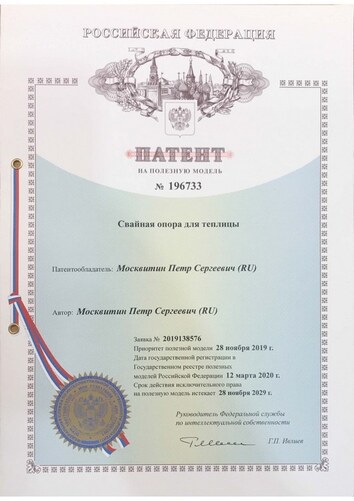 РОССИЙСКАЯ ФЕДЕРАЦИЯ
ПАТЕНТ
НА ПОЛЕЗНУЮ МОДЕЛЬ
№ 196733
Свайная опора для теплицы
Патентообладатель: Москвитин Петр Сергеевич (RU)
Автор: Москвитин Петр Сергеевич (RU)
Заявка № 2019138576
Приоритет полезной модели 28 ноября 2019 г.
Дата государственной регистрации в
Государственном реестре полезных
моделей Российской Федерации 12 марта 2020 г.
Срок действия исключительного права
на полезную модель истекает 28 ноября 2029 г.
Руководитель Федеральной службы
по интеллектуальной собственности
Г.П. Ивлиев